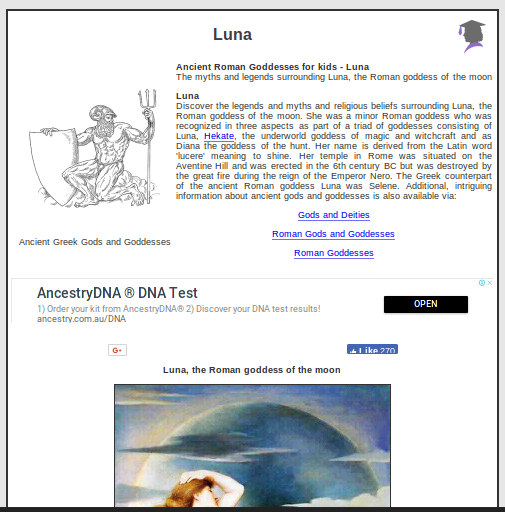 Luna
Ancient Roman Goddesses for kids - Luna
The myths and legends surrounding Luna, the Roman goddess of the moon
Luna
Discover the legends and myths and religious beliefs surrounding Luna, the
Roman goddess of the moon. She was a minor Roman goddess who was
recognized in three aspects as part of a triad of goddesses consisting of
Luna, Hekate, the underworld goddess of magic and witchcraft and as
Diana the goddess of the hunt. Her name is derived from the Latin word
'lucere' meaning to shine. Her temple in Rome was situated on the
Aventine Hill and was erected in the 6th century BC but was destroyed by
the great fire during the reign of the Emperor Nero. The Greek counterpart
of the ancient Roman goddess Luna was Selene. Additional, intriguing
information about ancient gods and goddesses is also available via:
Gods and Deities
Roman Gods and Goddesses
Roman Goddesses
Ancient Greek Gods and Goddesses
AncestryDNA ® DNA Test
1) Order your kit from AncestryDNA® 2) Discover your DNA test results!
ancestry.com.au/DNA
OPEN
G+
Like 270
Luna, the Roman goddess of the moon